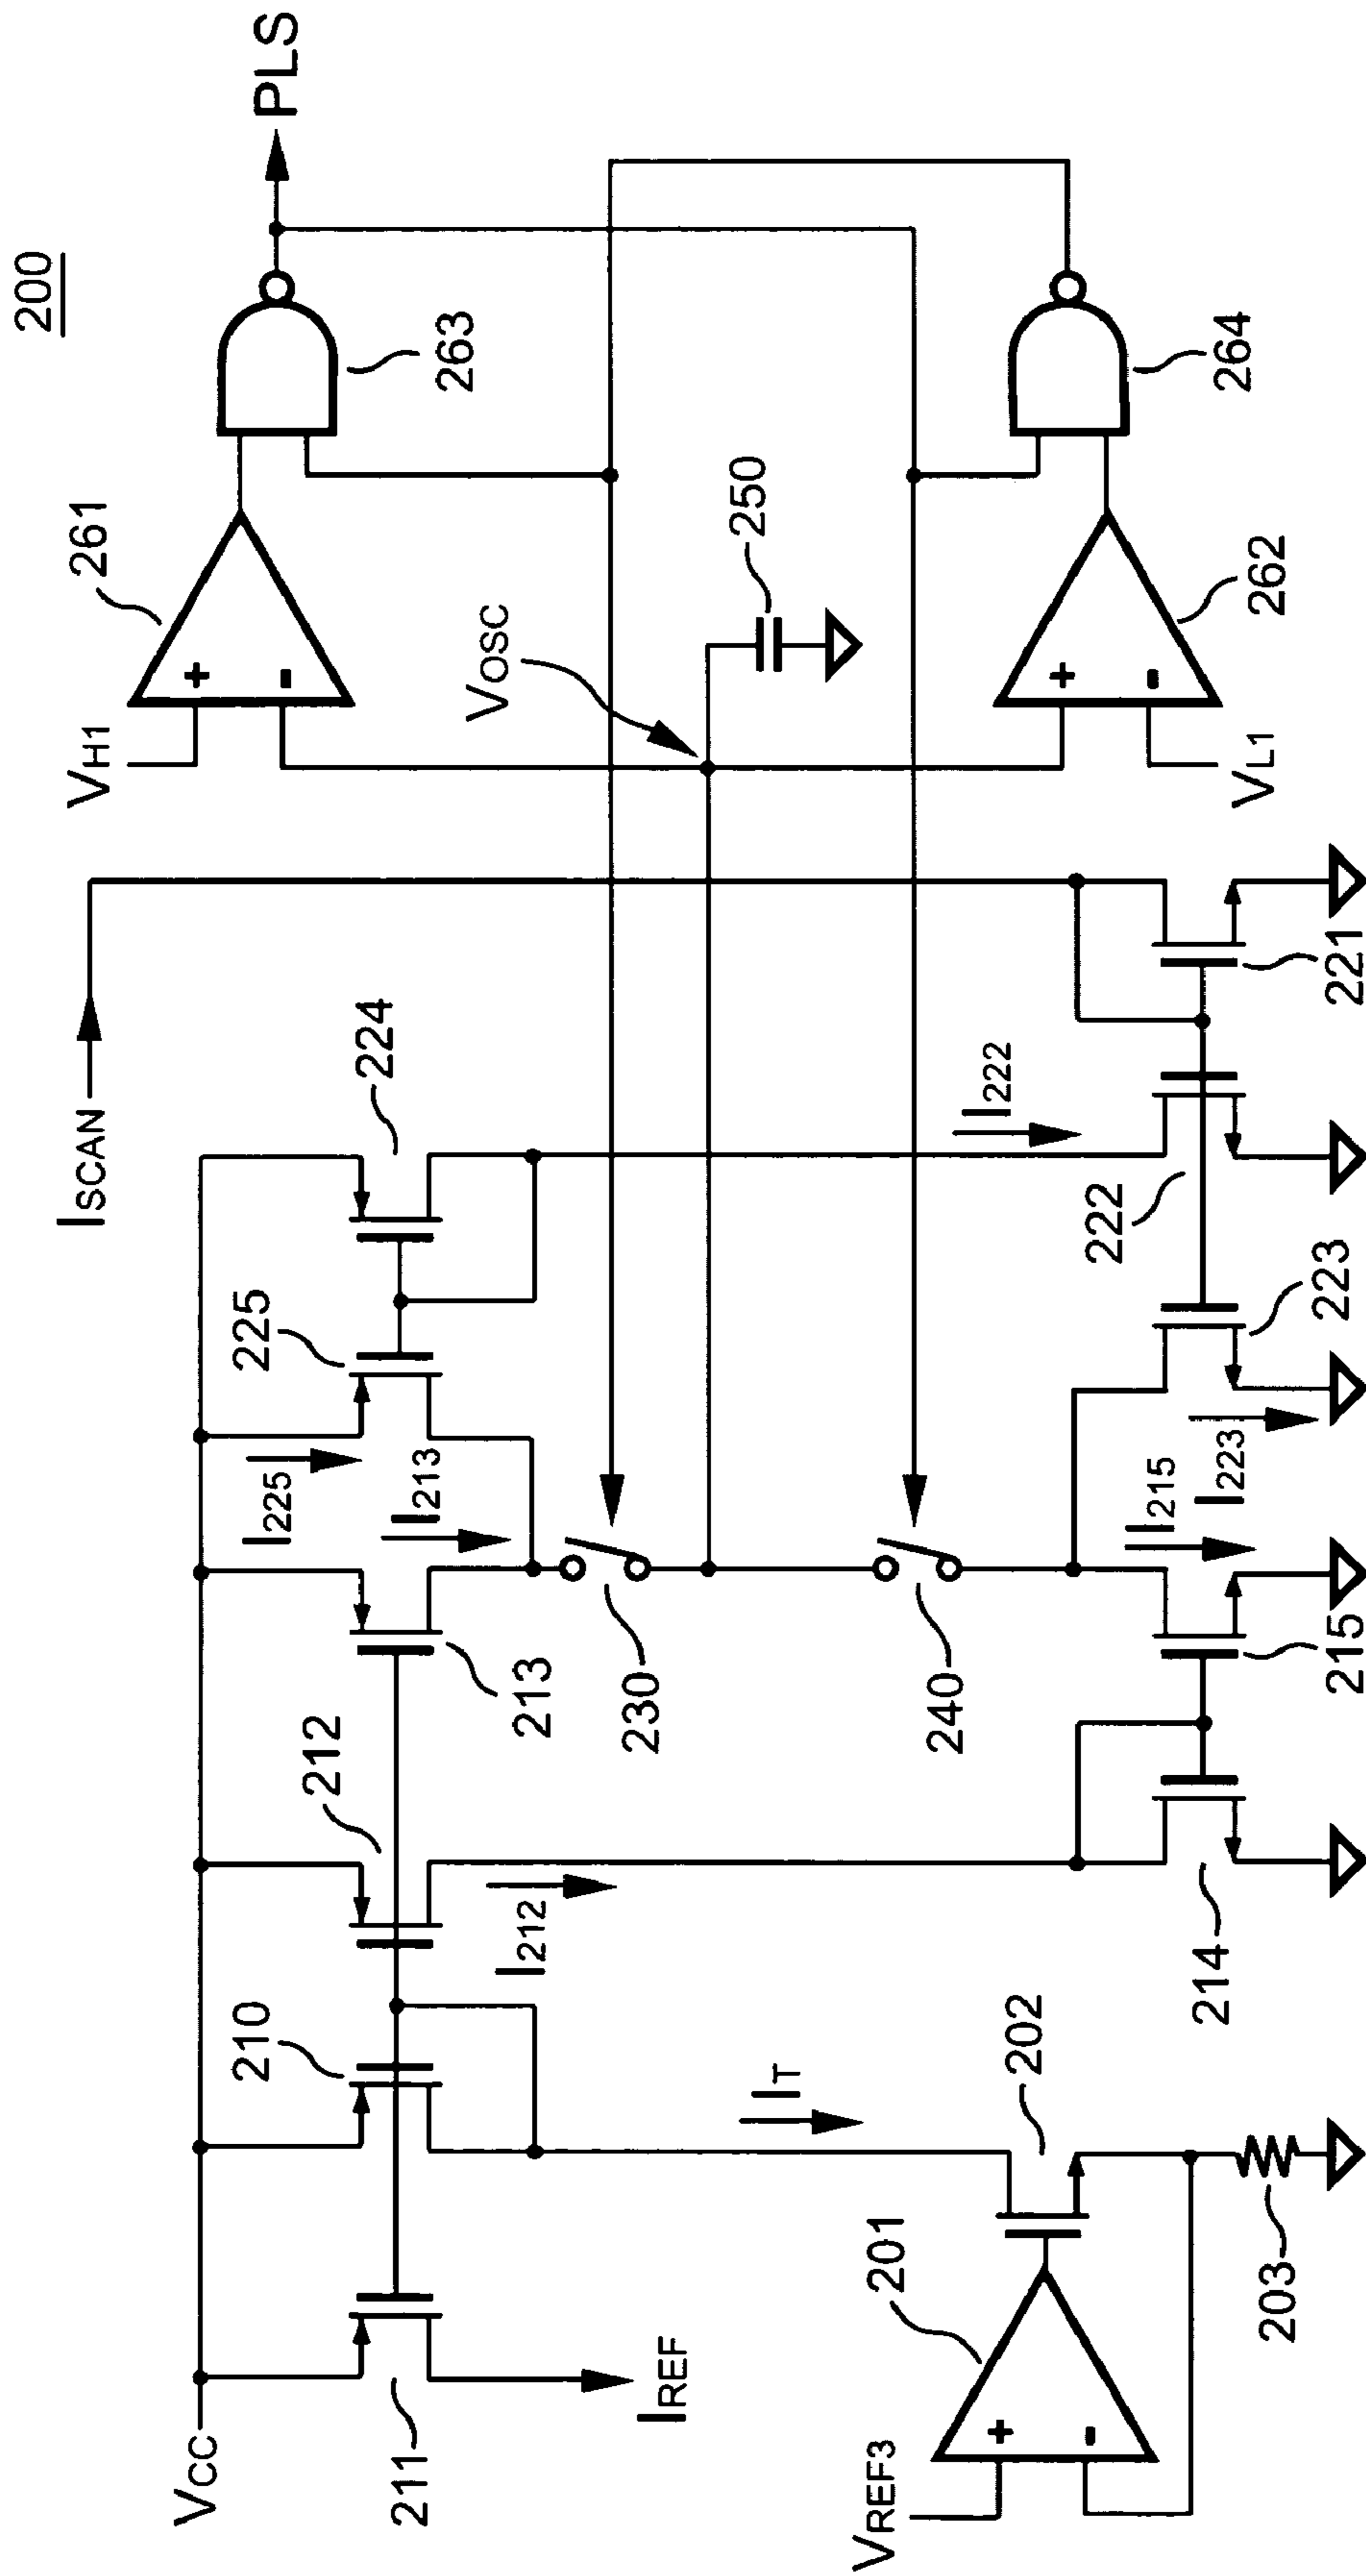 200
PLS
263
264
261
262
250
VH1
VOSC
VL1
ISCAN
224
225
I225
I213
I222
221
222
223
I223
I215
213
230
240
215
212
I212
214
210
IT
202
203
201
211
IREF
VCC
VREF3
+
-
+
-
+
-